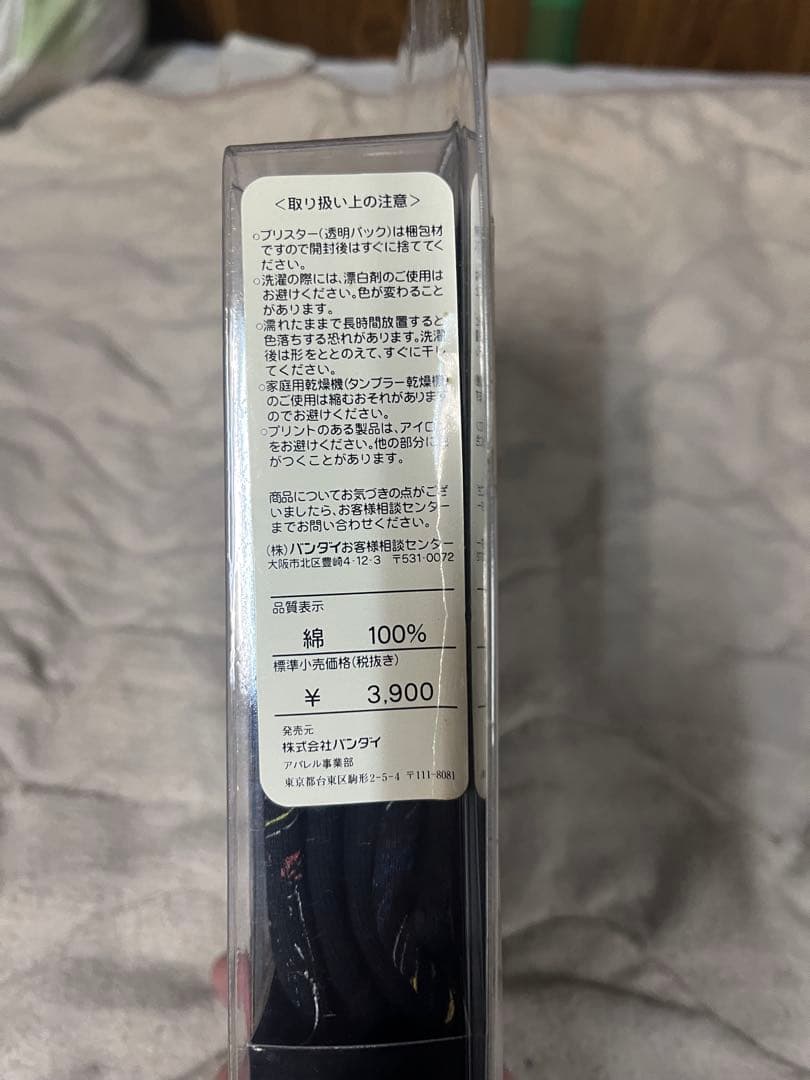 ＜取り扱い上の注意＞
○ブリスター(透明パック)は梱包材
ですので開封後はすぐに捨ててく
ださい。
○洗濯の際には、漂白剤のご使用は
お避けください。色が変わること
があります。
○濡れたままで長時間放置すると
色落ちする恐れがあります。洗濯
後は形をととのえて、すぐに干し
てください。
○家庭用乾燥機(タンブラー乾燥機)
のご使用は縮むおそれがあります
のでお避けください。
○プリントのある製品は、アイロン
をお避けください。他の部分に色
がつくことがあります。
商品についてお気づきの点がござ
いましたら、お客様相談センター
までお問い合わせください。
(株)バンダイお客様相談センター
大阪市北区豊崎4-12-3 〒531-0072
品質表示
綿 100%
標準小売価格(税抜き)
¥ 3,900
発売元
株式会社バンダイ
アパレル事業部
東京都台東区駒形2-5-4 〒111-8081